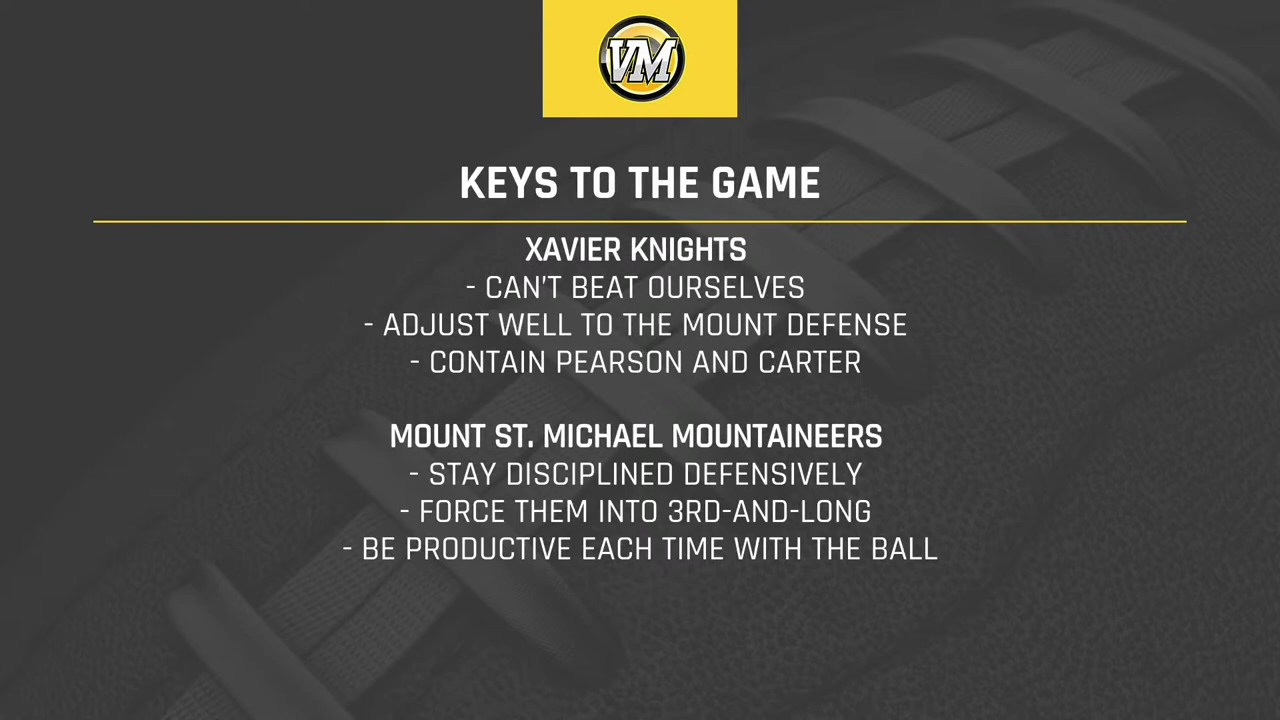 VM
KEYS TO THE GAME
XAVIER KNIGHTS
- CAN'T BEAT OURSELVES
- ADJUST WELL TO THE MOUNT DEFENSE
- CONTAIN PEARSON AND CARTER
MOUNT ST. MICHAEL MOUNTAINEERS
- STAY DISCIPLINED DEFENSIVELY
- FORCE THEM INTO 3RD-AND-LONG
- BE PRODUCTIVE EACH TIME WITH THE BALL